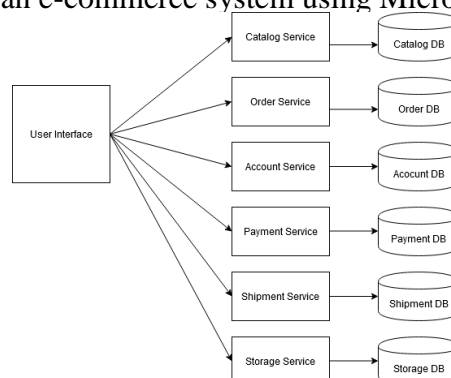 an e-commerce system using Micro
Catalog Service
Catalog DB
Order Service
Order DB
User Interface
Account Service
Acocunt DB
Payment Service
Payment DB
Shipment Service
Shipment DB
Storage Service
Storage DB